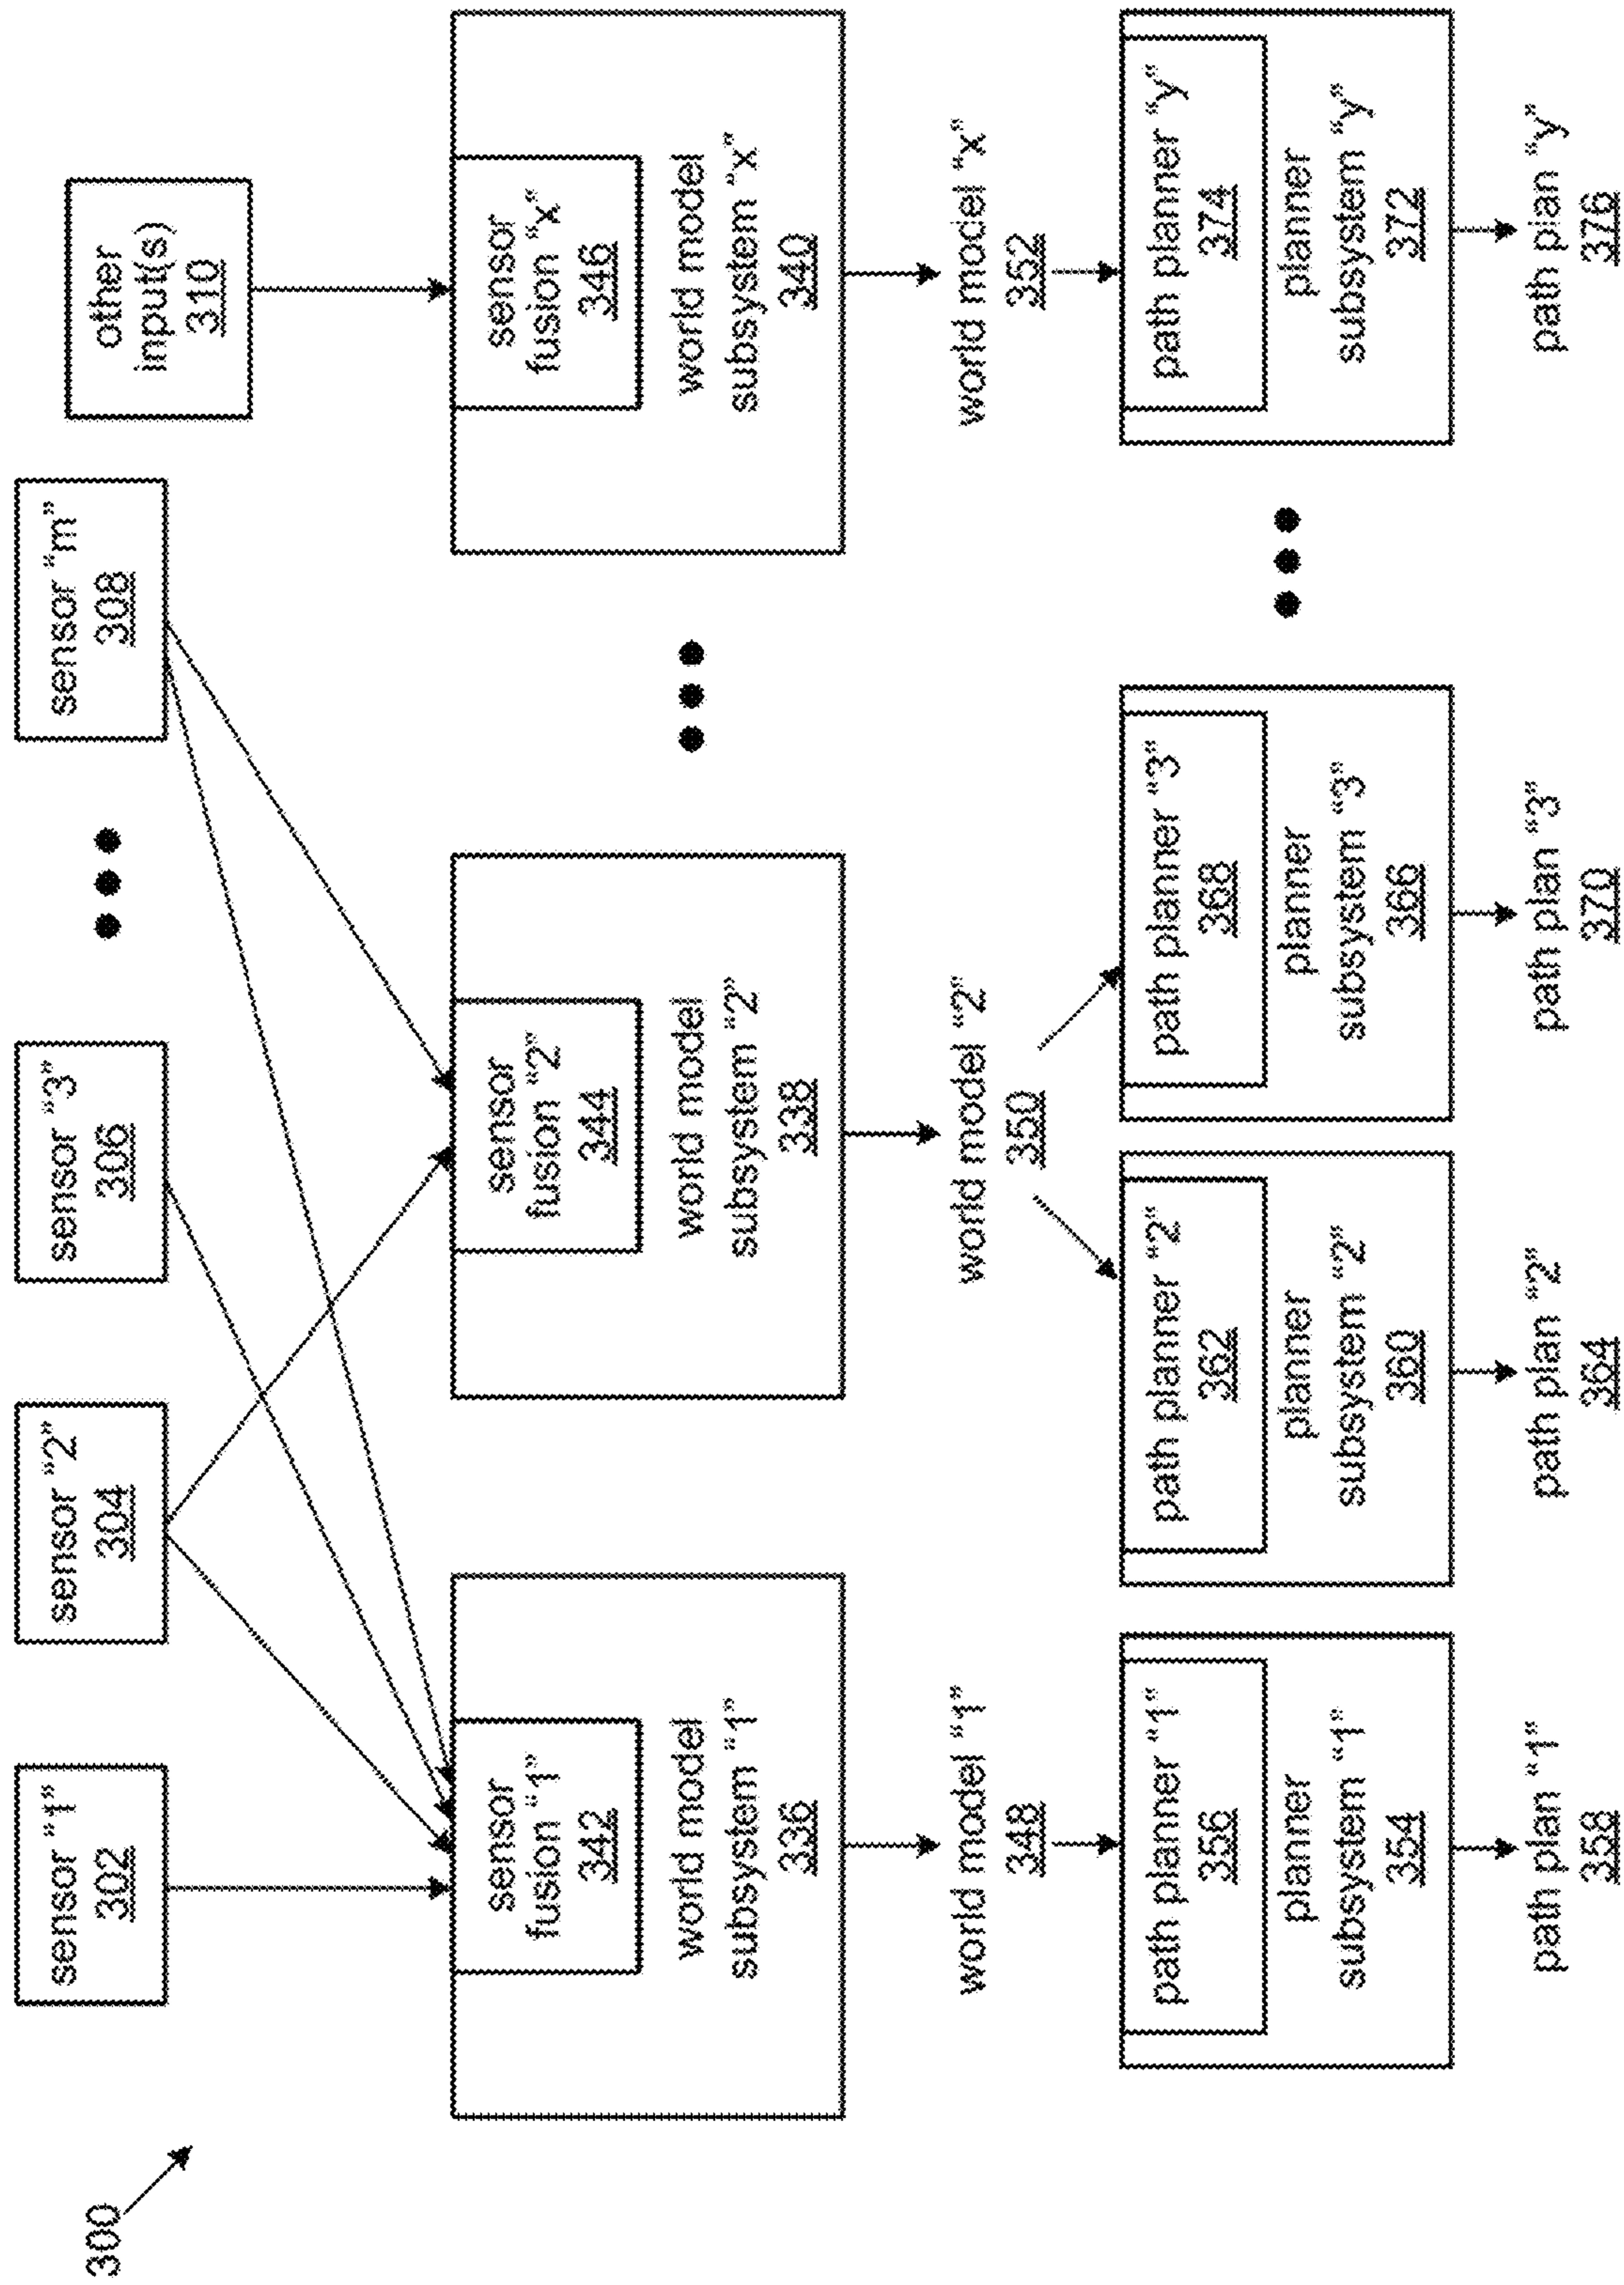 300
sensor “1”
302
sensor “2”
304
sensor “3”
306
sensor “m”
308
other
input(s)
310
sensor
fusion “1”
342
world model
subsystem “1”
336
sensor
fusion “2”
344
world model
subsystem “2”
338
sensor
fusion “x”
346
world model
subsystem “x”
340
world model “1”
348
world model “2”
350
world model “x”
352
path planner “1”
356
planner
subsystem “1”
354
path planner “2”
362
planner
subsystem “2”
360
path planner “3”
368
planner
subsystem “3”
366
path planner “y”
374
planner
subsystem “y”
372
path plan “1”
358
path plan “2”
364
path plan “3”
370
path plan “y”
376